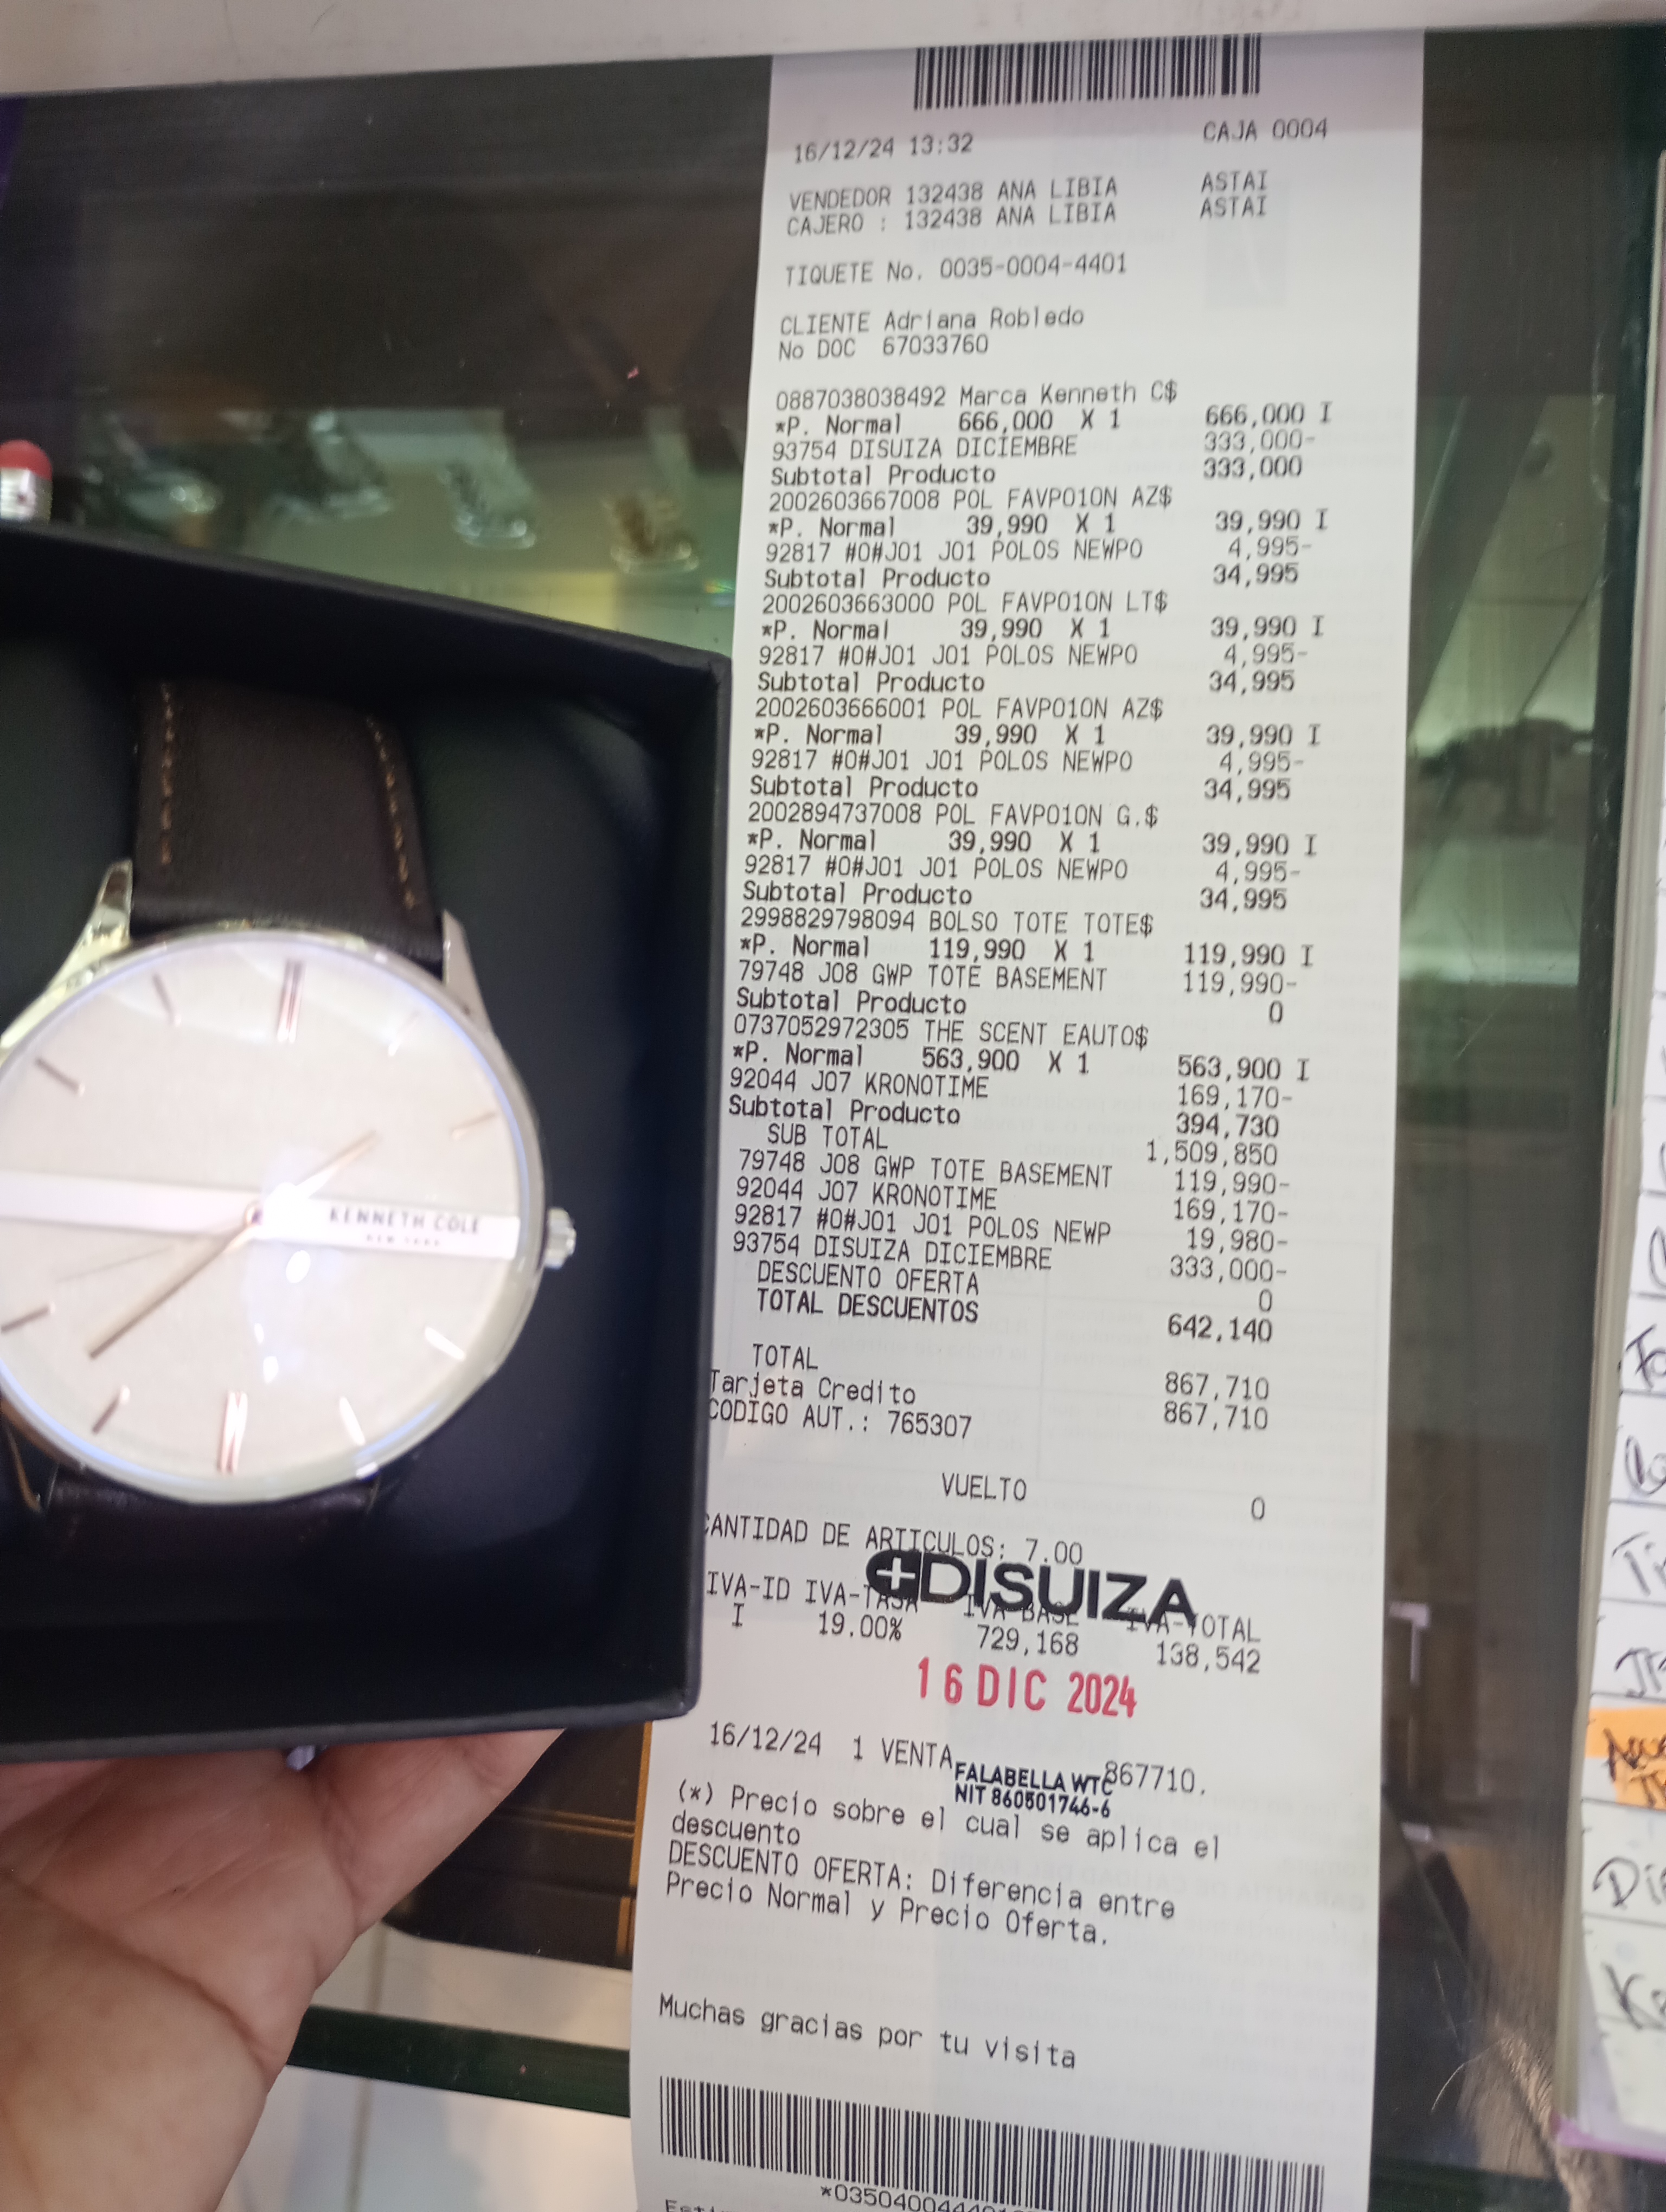 16/12/24 13:32 CAJA 0004
VENDEDOR 132438 ANA LIBIA ASTAI
CAJERO : 132438 ANA LIBIA ASTAI
TIQUETE No. 0035-0004-4401
CLIENTE Adriana Robledo
No DOC 67033760
0887038038492 Marca Kenneth C$
*P. Normal 666,000 X 1 666,000 I
93754 DISUIZA DICIEMBRE 333,000-
Subtotal Producto 333,000
2002603667008 POL FAVPO1ON AZ$
*P. Normal 39,990 X 1 39,990 I
92817 #0#J01 J01 POLOS NEWPO 4,995-
Subtotal Producto 34,995
2002603663000 POL FAVPO1ON LT$
*P. Normal 39,990 X 1 39,990 I
92817 #0#J01 J01 POLOS NEWPO 4,995-
Subtotal Producto 34,995
2002603666001 POL FAVPO1ON AZ$
*P. Normal 39,990 X 1 39,990 I
92817 #0#J01 J01 POLOS NEWPO 4,995-
Subtotal Producto 34,995
2002894737008 POL FAVPO1ON G.$
*P. Normal 39,990 X 1 39,990 I
92817 #0#J01 J01 POLOS NEWPO 4,995-
Subtotal Producto 34,995
2998829798094 BOLSO TOTE TOTE$
*P. Normal 119,990 X 1 119,990 I
79748 J08 GWP TOTE BASEMENT 119,990-
Subtotal Producto 0
0737052972305 THE SCENT EAUTO$
*P. Normal 563,900 X 1 563,900 I
92044 J07 KRONOTIME 169,170-
Subtotal Producto 394,730
SUB TOTAL 1,509,850
79748 J08 GWP TOTE BASEMENT 119,990-
92044 J07 KRONOTIME 169,170-
92817 #0#J01 J01 POLOS NEWP 19,980-
93754 DISUIZA DICIEMBRE 333,000-
DESCUENTO OFERTA 0
TOTAL DESCUENTOS 642,140
TOTAL 867,710
Tarjeta Credito 867,710
CODIGO AUT.: 765307
VUELTO 0
CANTIDAD DE ARTICULOS: 7.00
DISUIZA
IVA-ID IVA-TASA IVA-BASE IVA-TOTAL
I 19.00% 729,168 138,542
16 DIC 2024
16/12/24 1 VENTA 867710.
FALABELLA WTC
NIT 860501746-6
(*) Precio sobre el cual se aplica el
descuento
DESCUENTO OFERTA: Diferencia entre
Precio Normal y Precio Oferta.
Muchas gracias por tu visita
KENNETH COLE
NEW YORK